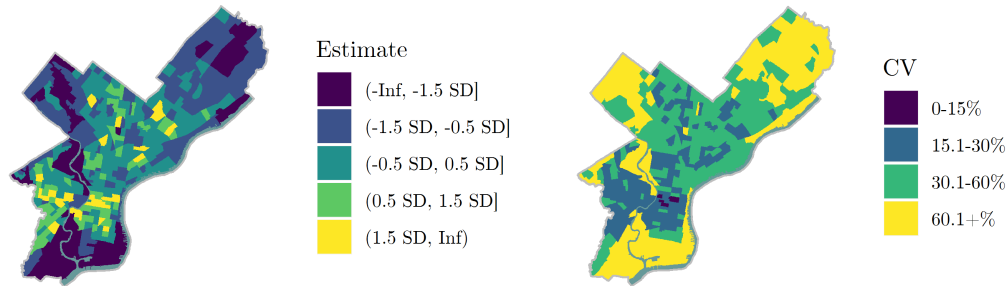 Estimate
(-Inf, -1.5 SD]
(-1.5 SD, -0.5 SD]
(-0.5 SD, 0.5 SD]
(0.5 SD, 1.5 SD]
(1.5 SD, Inf)
CV
0-15%
15.1-30%
30.1-60%
60.1+%